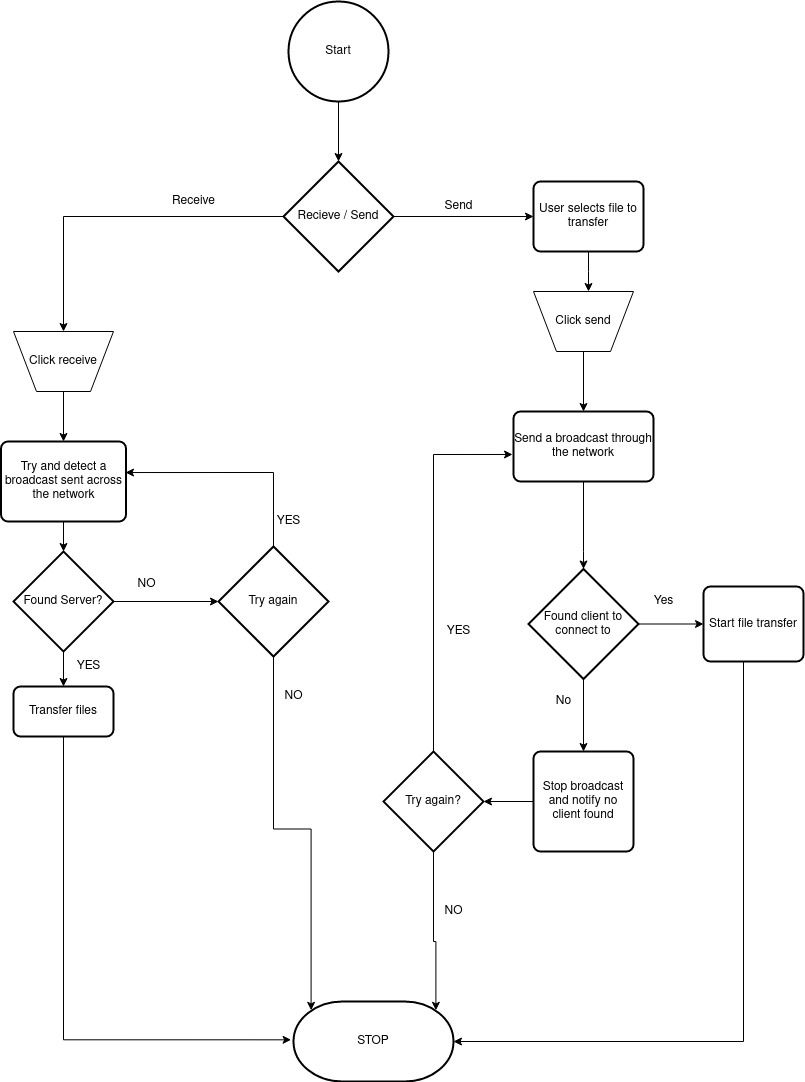 Start
Receive
Recieve / Send
Send
User selects file to
transfer
Click send
Click receive
Send a broadcast through
the network
Try and detect a
broadcast sent across
the network
YES
Found Server?
NO
Try again
YES
Found client to
connect to
Yes
Start file transfer
YES
NO
No
Transfer files
Stop broadcast
and notify no
client found
Try again?
NO
STOP